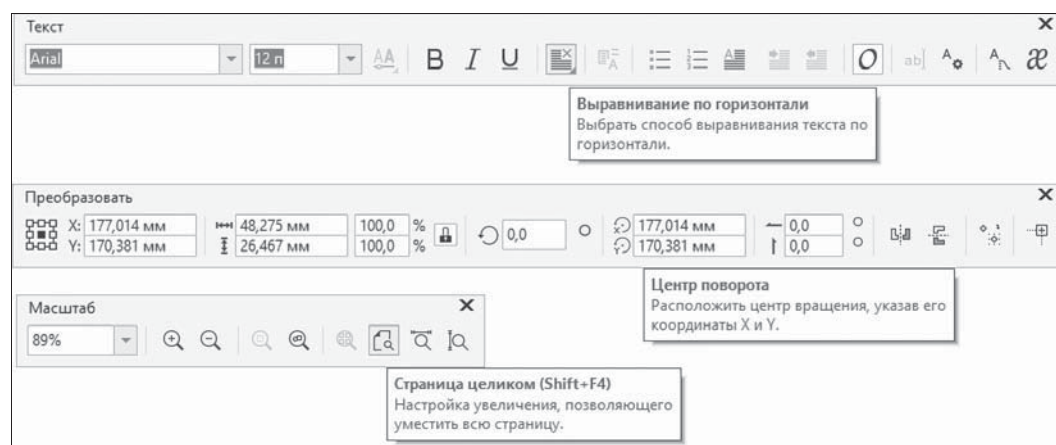 Текст
Arial 12 п AA B I U O ab| A A æ
Выравнивание по горизонтали
Выбрать способ выравнивания текста по
горизонтали.
Преобразовать
X: 177,014 мм 48,275 мм 100,0 % 0,0 177,014 мм 0,0
Y: 170,381 мм 26,467 мм 100,0 % 170,381 мм 0,0
Центр поворота
Расположить центр вращения, указав его
координаты X и Y.
Масштаб
89%
Страница целиком (Shift+F4)
Настройка увеличения, позволяющего
уместить всю страницу.